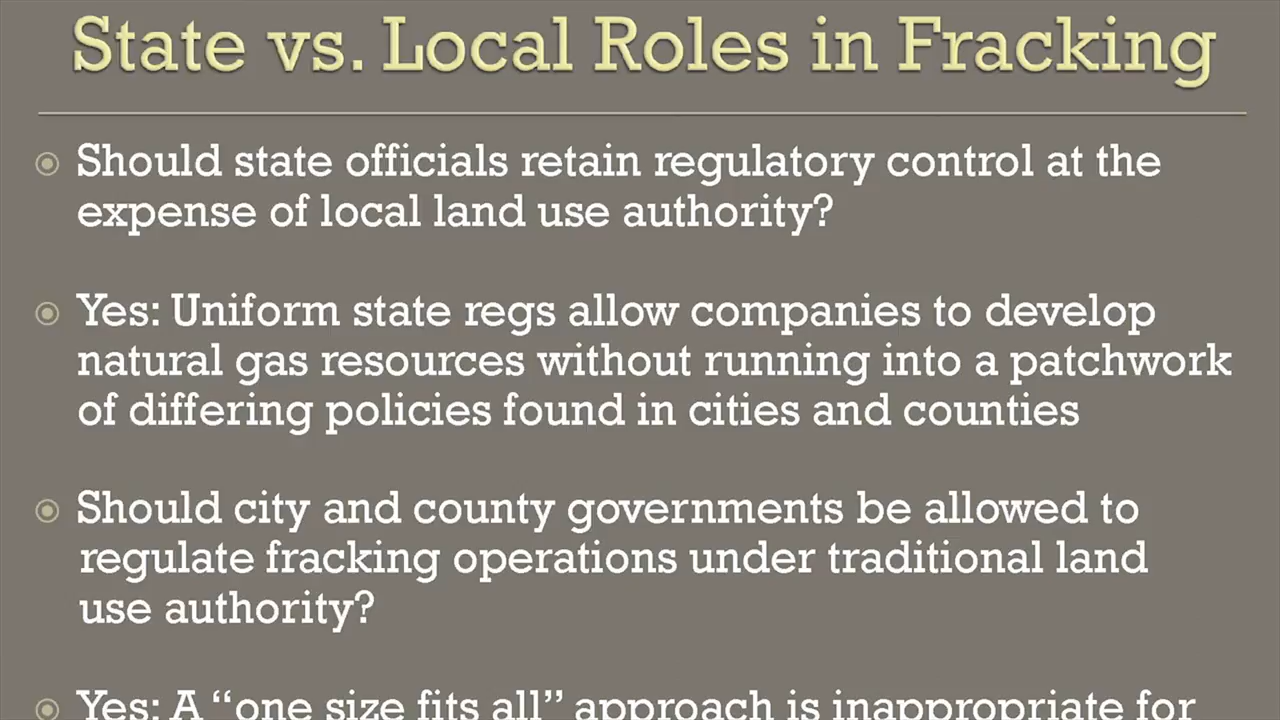 State vs. Local Roles in Fracking
Should state officials retain regulatory control at the
expense of local land use authority?
Yes: Uniform state regs allow companies to develop
natural gas resources without running into a patchwork
of differing policies found in cities and counties
Should city and county governments be allowed to
regulate fracking operations under traditional land
use authority?
Yes: A “one size fits all” approach is inappropriate for